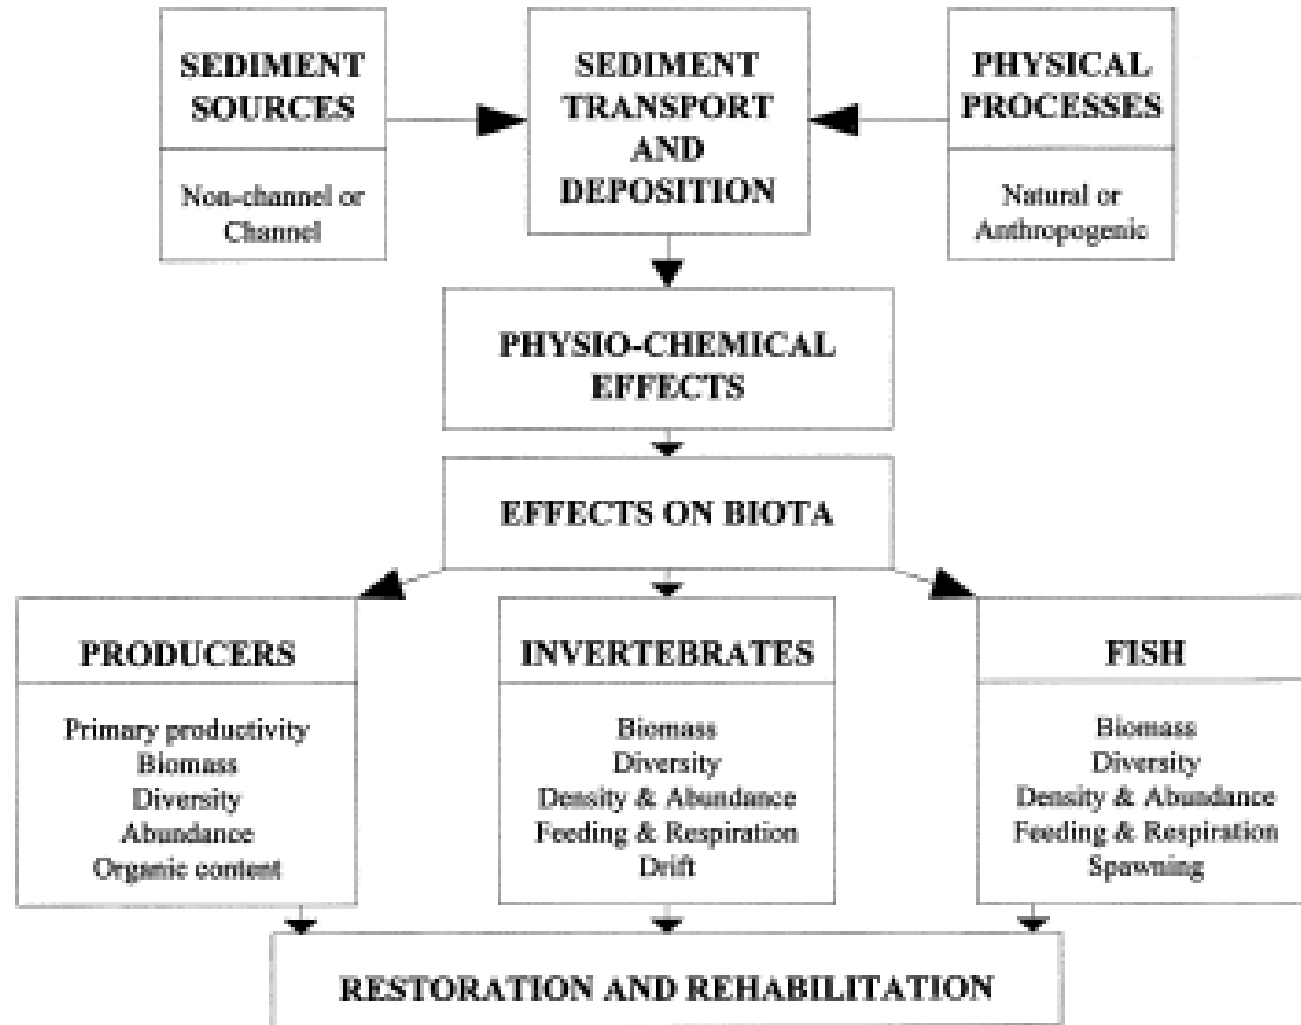 SEDIMENT
SOURCES
Non-channel or
Channel
SEDIMENT
TRANSPORT
AND
DEPOSITION
PHYSICAL
PROCESSES
Natural or
Anthropogenic
PHYSIO-CHEMICAL
EFFECTS
EFFECTS ON BIOTA
PRODUCERS
Primary productivity
Biomass
Diversity
Abundance
Organic content
INVERTEBRATES
Biomass
Diversity
Density & Abundance
Feeding & Respiration
Drift
FISH
Biomass
Diversity
Density & Abundance
Feeding & Respiration
Spawning
RESTORATION AND REHABILITATION